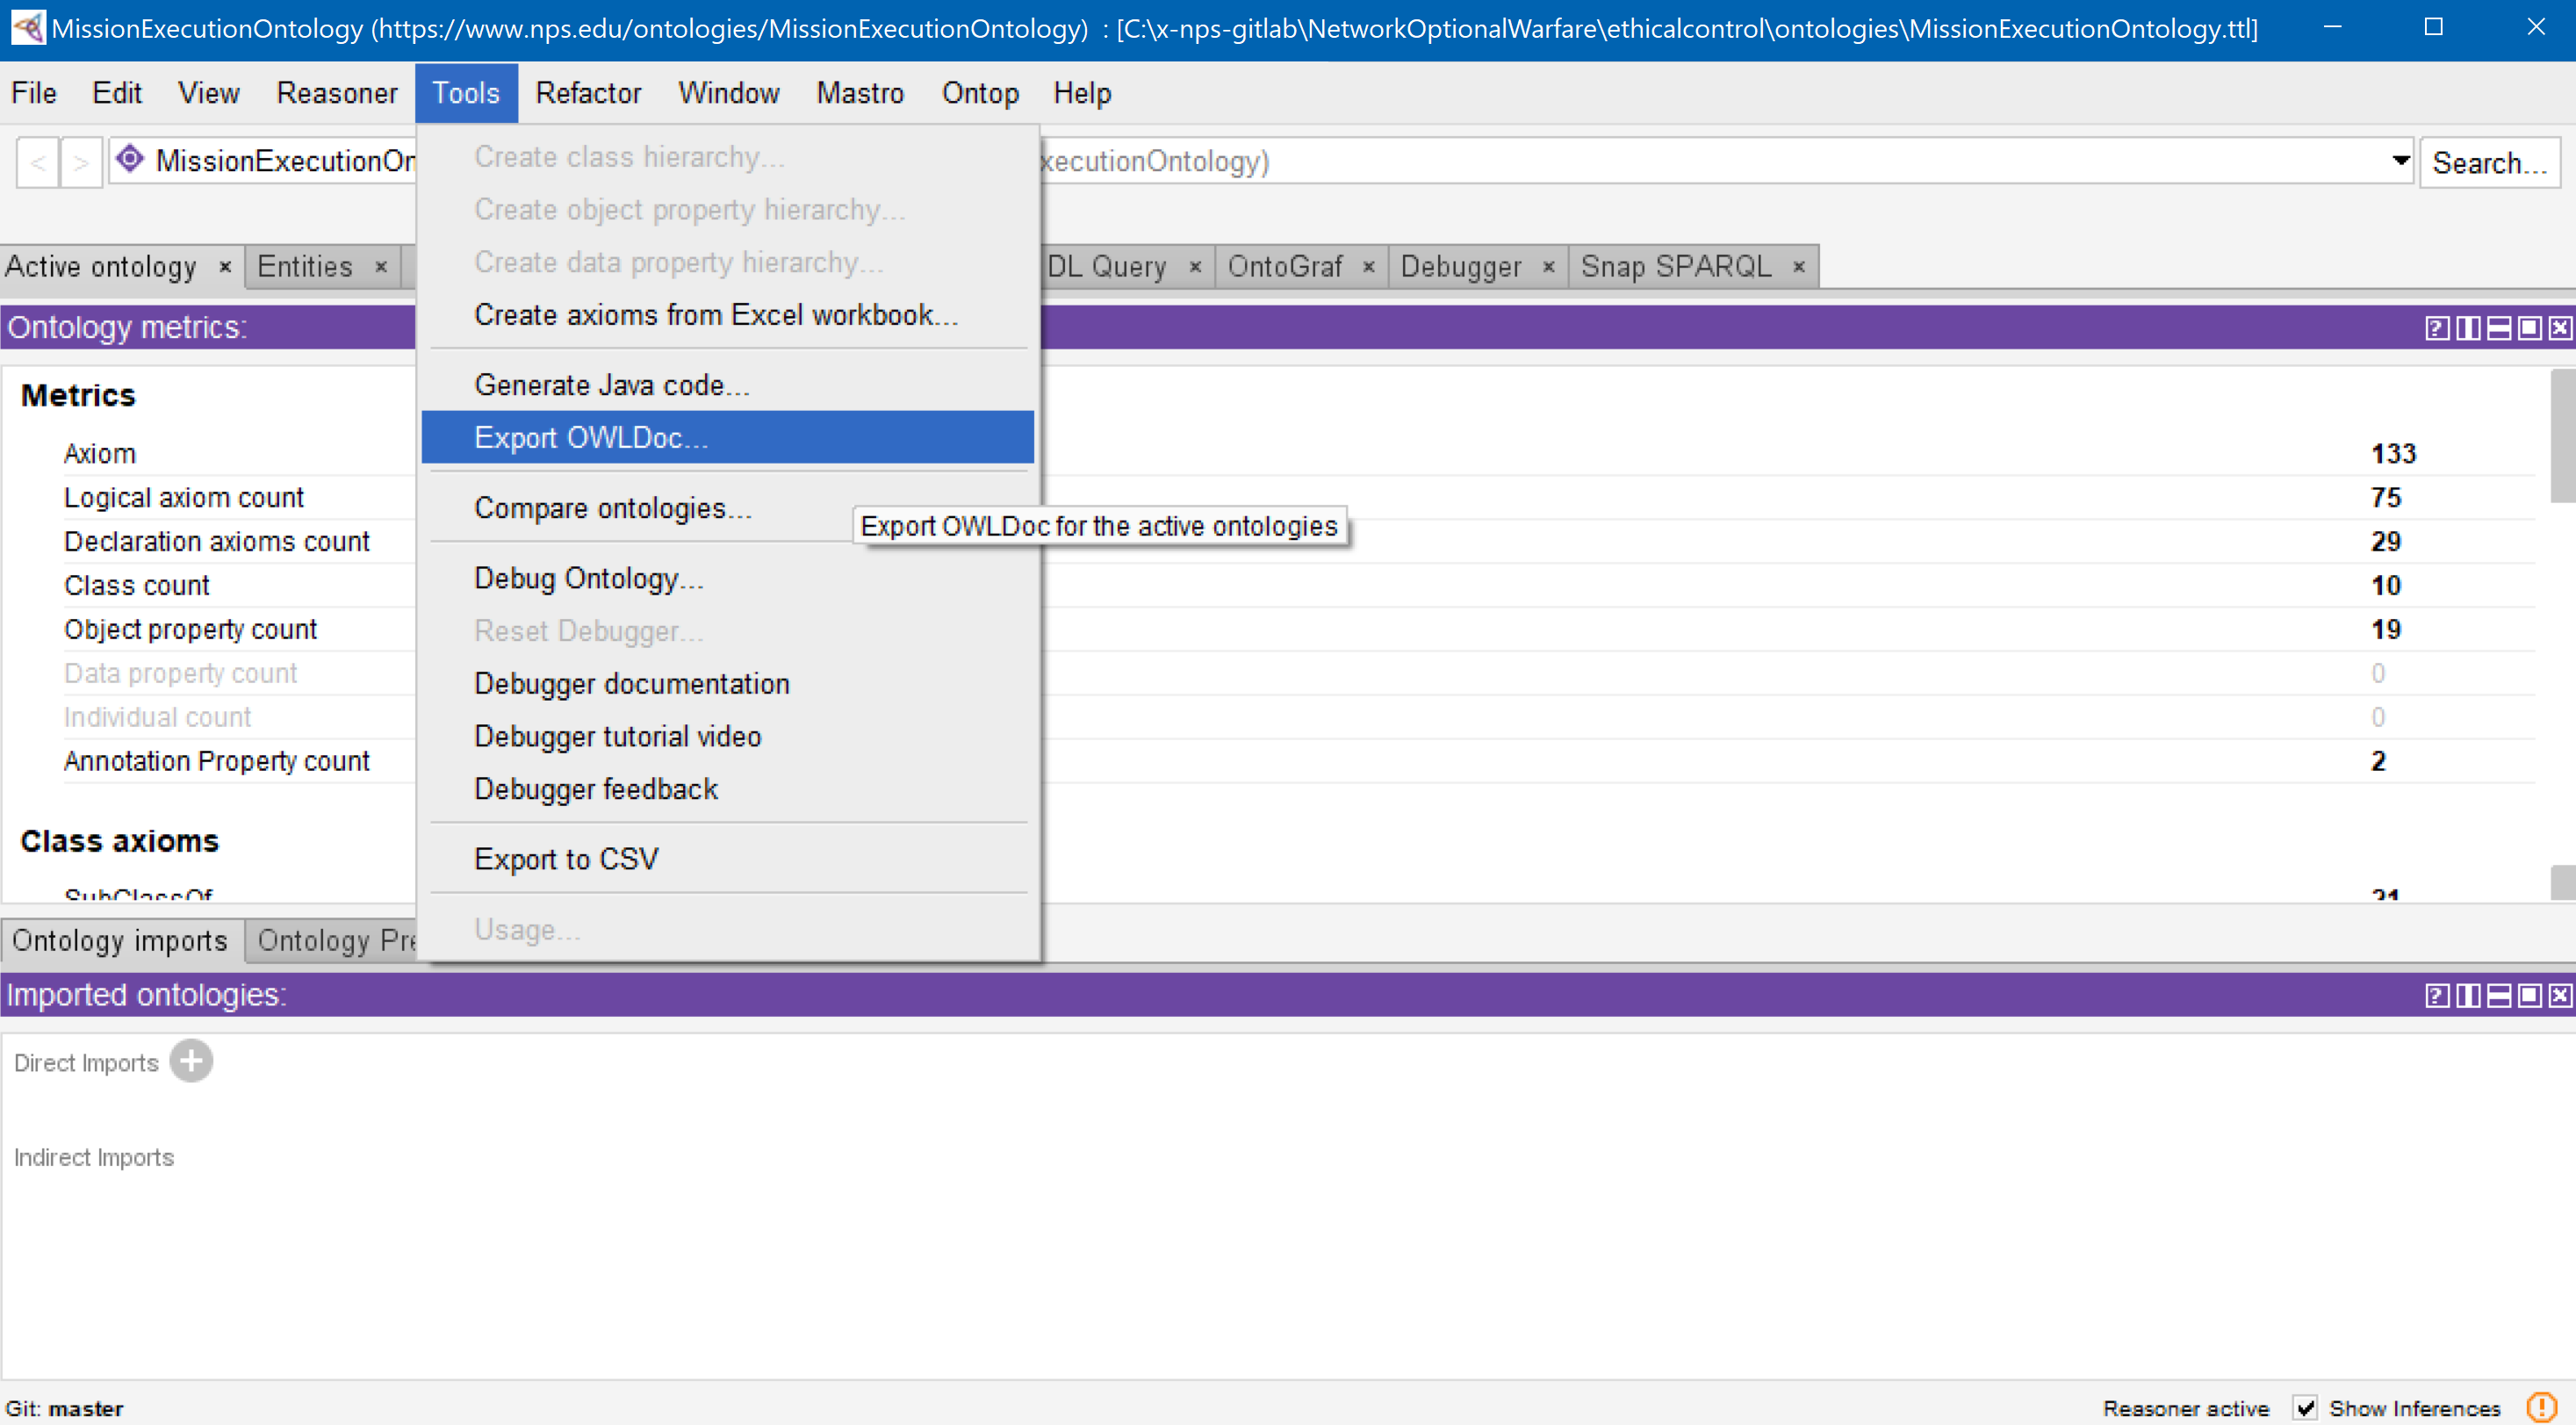 MissionExecutionOntology (https://www.nps.edu/ontologies/MissionExecutionOntology) : [C:\x-nps-gitlab\NetworkOptionalWarfare\ethicalcontrol\ontologies\MissionExecutionOntology.ttl]
File Edit View Reasoner Tools Refactor Window Mastro Ontop Help
< > MissionExecutionOn xecutionOntology) Search...
Active ontology × Entities × DL Query × OntoGraf × Debugger × Snap SPARQL ×
Create class hierarchy...
Create object property hierarchy...
Create data property hierarchy...
Create axioms from Excel workbook...
Generate Java code...
Export OWLDoc...
Compare ontologies...
Export OWLDoc for the active ontologies
Debug Ontology...
Reset Debugger...
Debugger documentation
Debugger tutorial video
Debugger feedback
Export to CSV
Usage...
Ontology metrics:
Metrics
Axiom 133
Logical axiom count 75
Declaration axioms count 29
Class count 10
Object property count 19
Data property count 0
Individual count 0
Annotation Property count 2
Class axioms
SubClassOf 21
Ontology imports Ontology Pre
Imported ontologies:
Direct Imports
Indirect Imports
Git: master Reasoner active Show Inferences